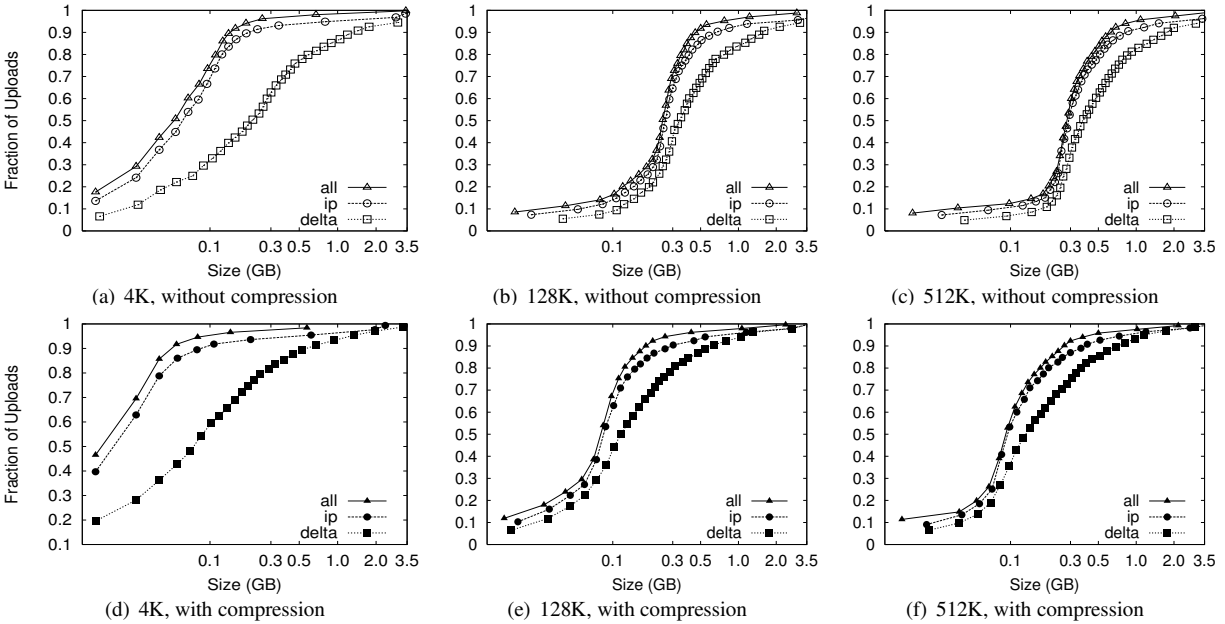 Fraction of Uploads
1
0.9
0.8
0.7
0.6
0.5
0.4
0.3
0.2
0.1
0
all
ip
delta
0.1 0.3 0.5 1.0 2.0 3.5
Size (GB)
(a) 4K, without compression
1
0.9
0.8
0.7
0.6
0.5
0.4
0.3
0.2
0.1
0
all
ip
delta
0.1 0.3 0.5 1.0 2.0 3.5
Size (GB)
(b) 128K, without compression
1
0.9
0.8
0.7
0.6
0.5
0.4
0.3
0.2
0.1
0
all
ip
delta
0.1 0.3 0.5 1.0 2.0 3.5
Size (GB)
(c) 512K, without compression
Fraction of Uploads
1
0.9
0.8
0.7
0.6
0.5
0.4
0.3
0.2
0.1
all
ip
delta
0.1 0.3 0.5 1.0 2.0 3.5
Size (GB)
(d) 4K, with compression
1
0.9
0.8
0.7
0.6
0.5
0.4
0.3
0.2
0.1
0
all
ip
delta
0.1 0.3 0.5 1.0 2.0 3.5
Size (GB)
(e) 128K, with compression
1
0.9
0.8
0.7
0.6
0.5
0.4
0.3
0.2
0.1
0
all
ip
delta
0.1 0.3 0.5 1.0 2.0 3.5
Size (GB)
(f) 512K, with compression